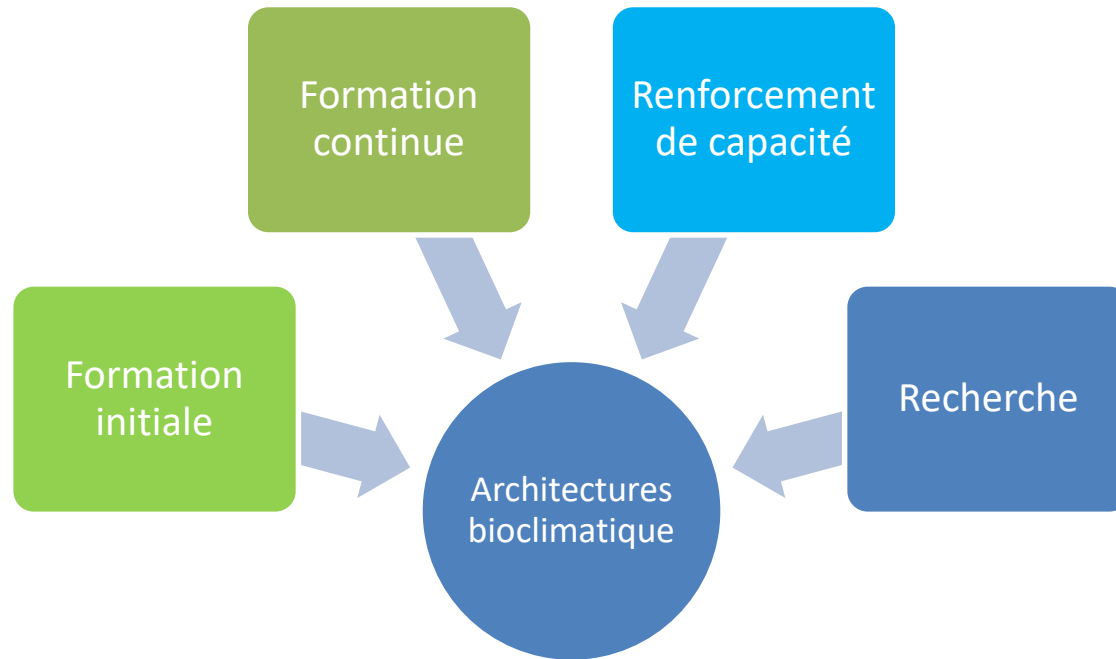 Formation
continue
Renforcement
de capacité
Formation
initiale
Recherche
Architectures
bioclimatique